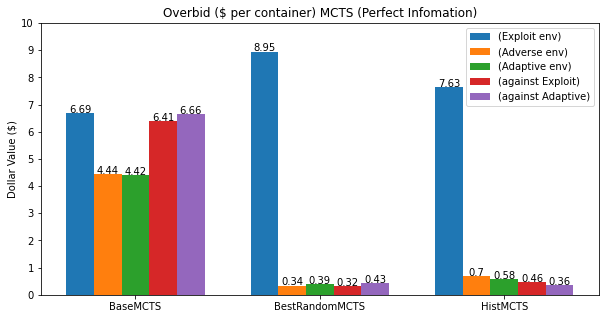 Overbid ($ per container) MCTS (Perfect Infomation)
10
9
8
7
6
5
4
3
2
1
0
Dollar Value ($)
(Exploit env)
(Adverse env)
(Adaptive env)
(against Exploit)
(against Adaptive)
6.69
4.44
4.42
6.41
6.66
8.95
0.34
0.39
0.32
0.43
7.63
0.7
0.58
0.46
0.36
BaseMCTS
BestRandomMCTS
HistMCTS